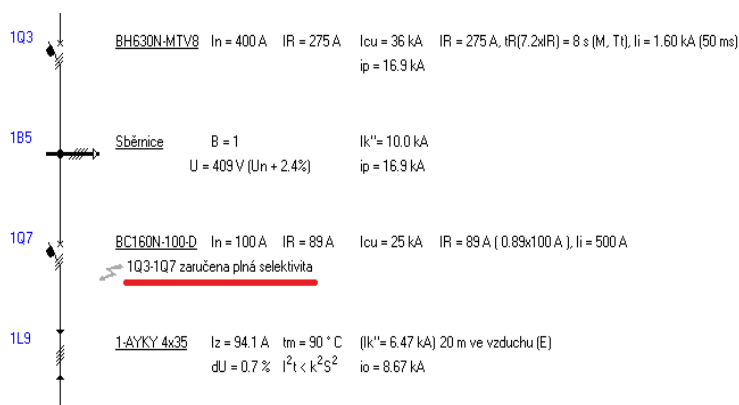 1Q3 BH630N-MTV8 In = 400 A IR = 275 A Icu = 36 kA IR = 275 A, tR(7.2xIR) = 8 s (M, Tt), Ii = 1.60 kA (50 ms)
ip = 16.9 kA
1B5 Sběrnice B = 1 Ik''= 10.0 kA
U = 409 V (Un + 2.4%) ip = 16.9 kA
1Q7 BC160N-100-D In = 100 A IR = 89 A Icu = 25 kA IR = 89 A ( 0.89x100 A ), Ii = 500 A
1Q3-1Q7 zaručena plná selektivita
1L9 1-AYKY 4x35 Iz = 94.1 A tm = 90 ° C (Ik''= 6.47 kA) 20 m ve vzduchu (E)
dU = 0.7 % I²t < k²S² io = 8.67 kA